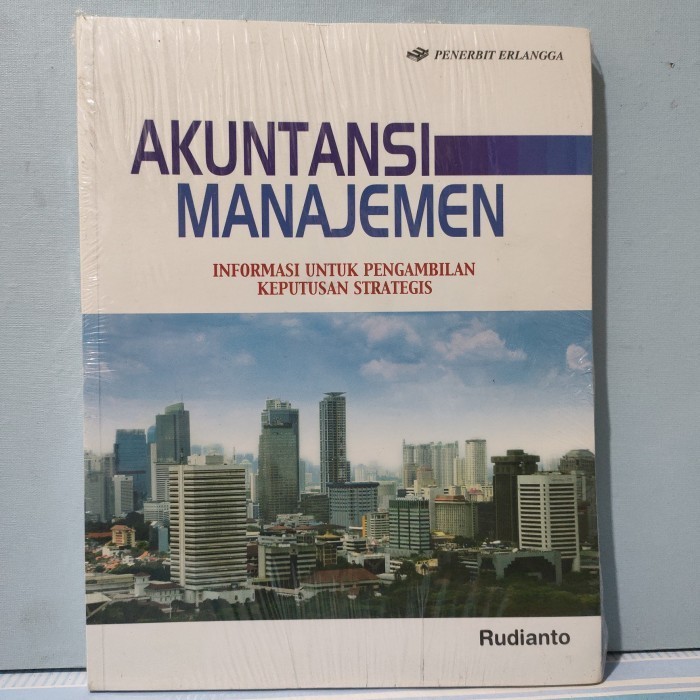 PENERBIT ERLANGGA
AKUNTANSI
MANAJEMEN
INFORMASI UNTUK PENGAMBILAN
KEPUTUSAN STRATEGIS
Rudianto